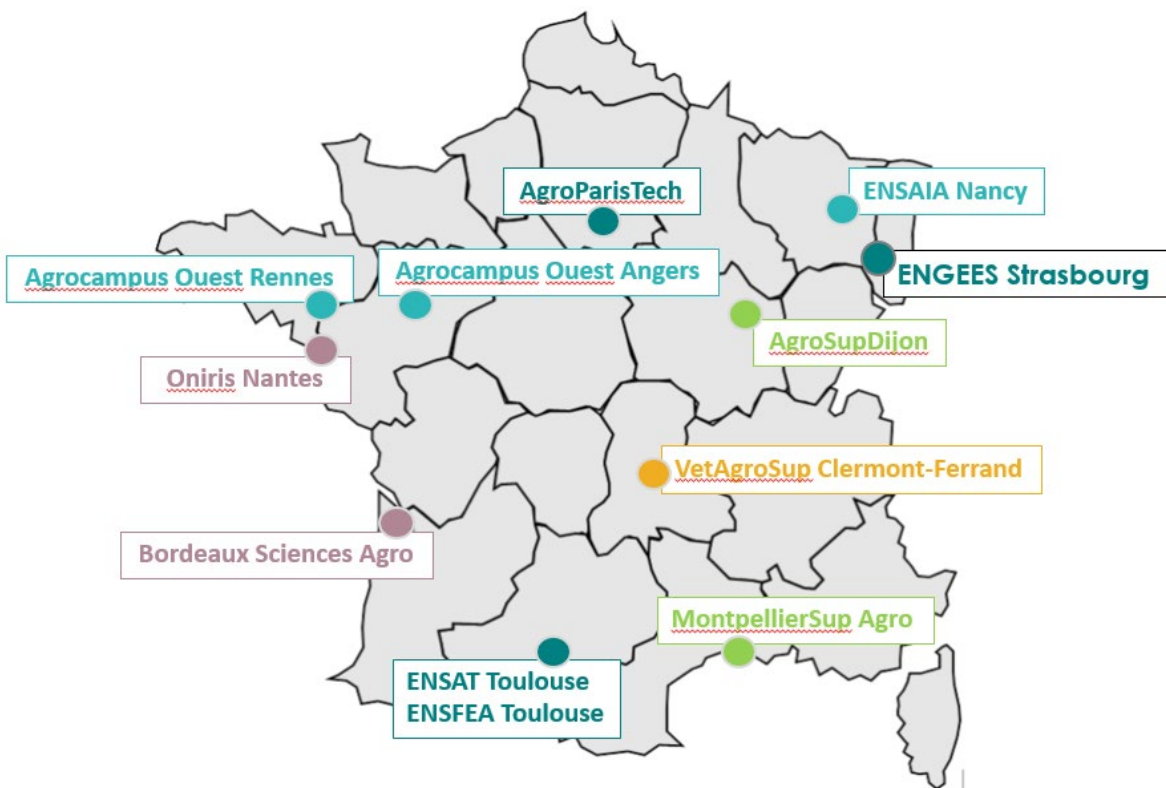 AgroParisTech
ENSAIA Nancy
Agrocampus Ouest Rennes
Agrocampus Ouest Angers
ENGEES Strasbourg
AgroSupDijon
Oniris Nantes
VetAgroSup Clermont-Ferrand
Bordeaux Sciences Agro
MontpellierSup Agro
ENSAT Toulouse
ENSFEA Toulouse